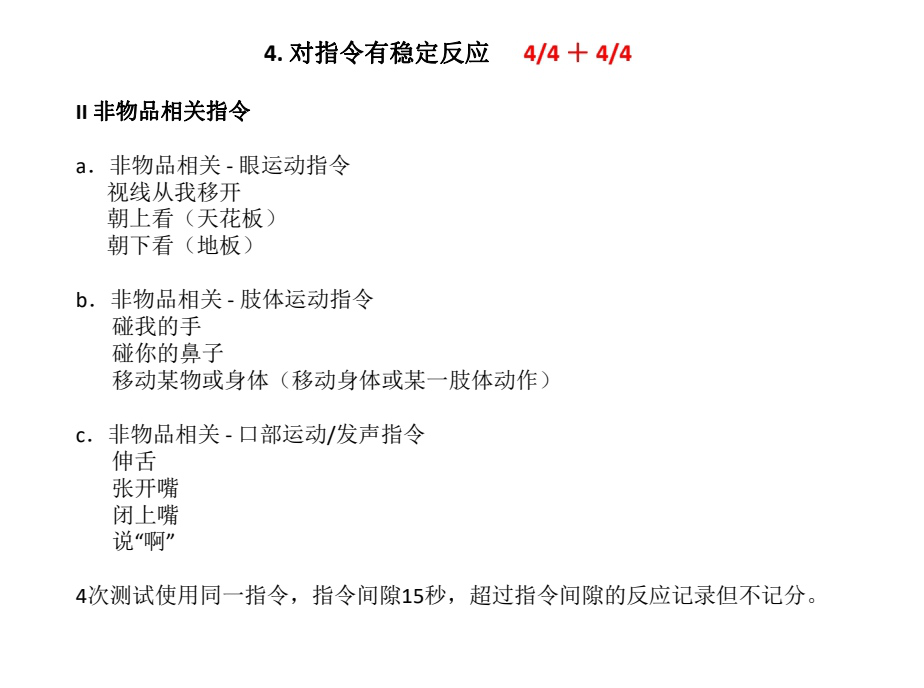 4. 对指令有稳定反应 4/4 ＋ 4/4
II 非物品相关指令
a．非物品相关 - 眼运动指令
视线从我移开
朝上看（天花板）
朝下看（地板）
b．非物品相关 - 肢体运动指令
碰我的手
碰你的鼻子
移动某物或身体（移动身体或某一肢体动作）
c．非物品相关 - 口部运动/发声指令
伸舌
张开嘴
闭上嘴
说“啊”
4次测试使用同一指令，指令间隙15秒，超过指令间隙的反应记录但不记分。